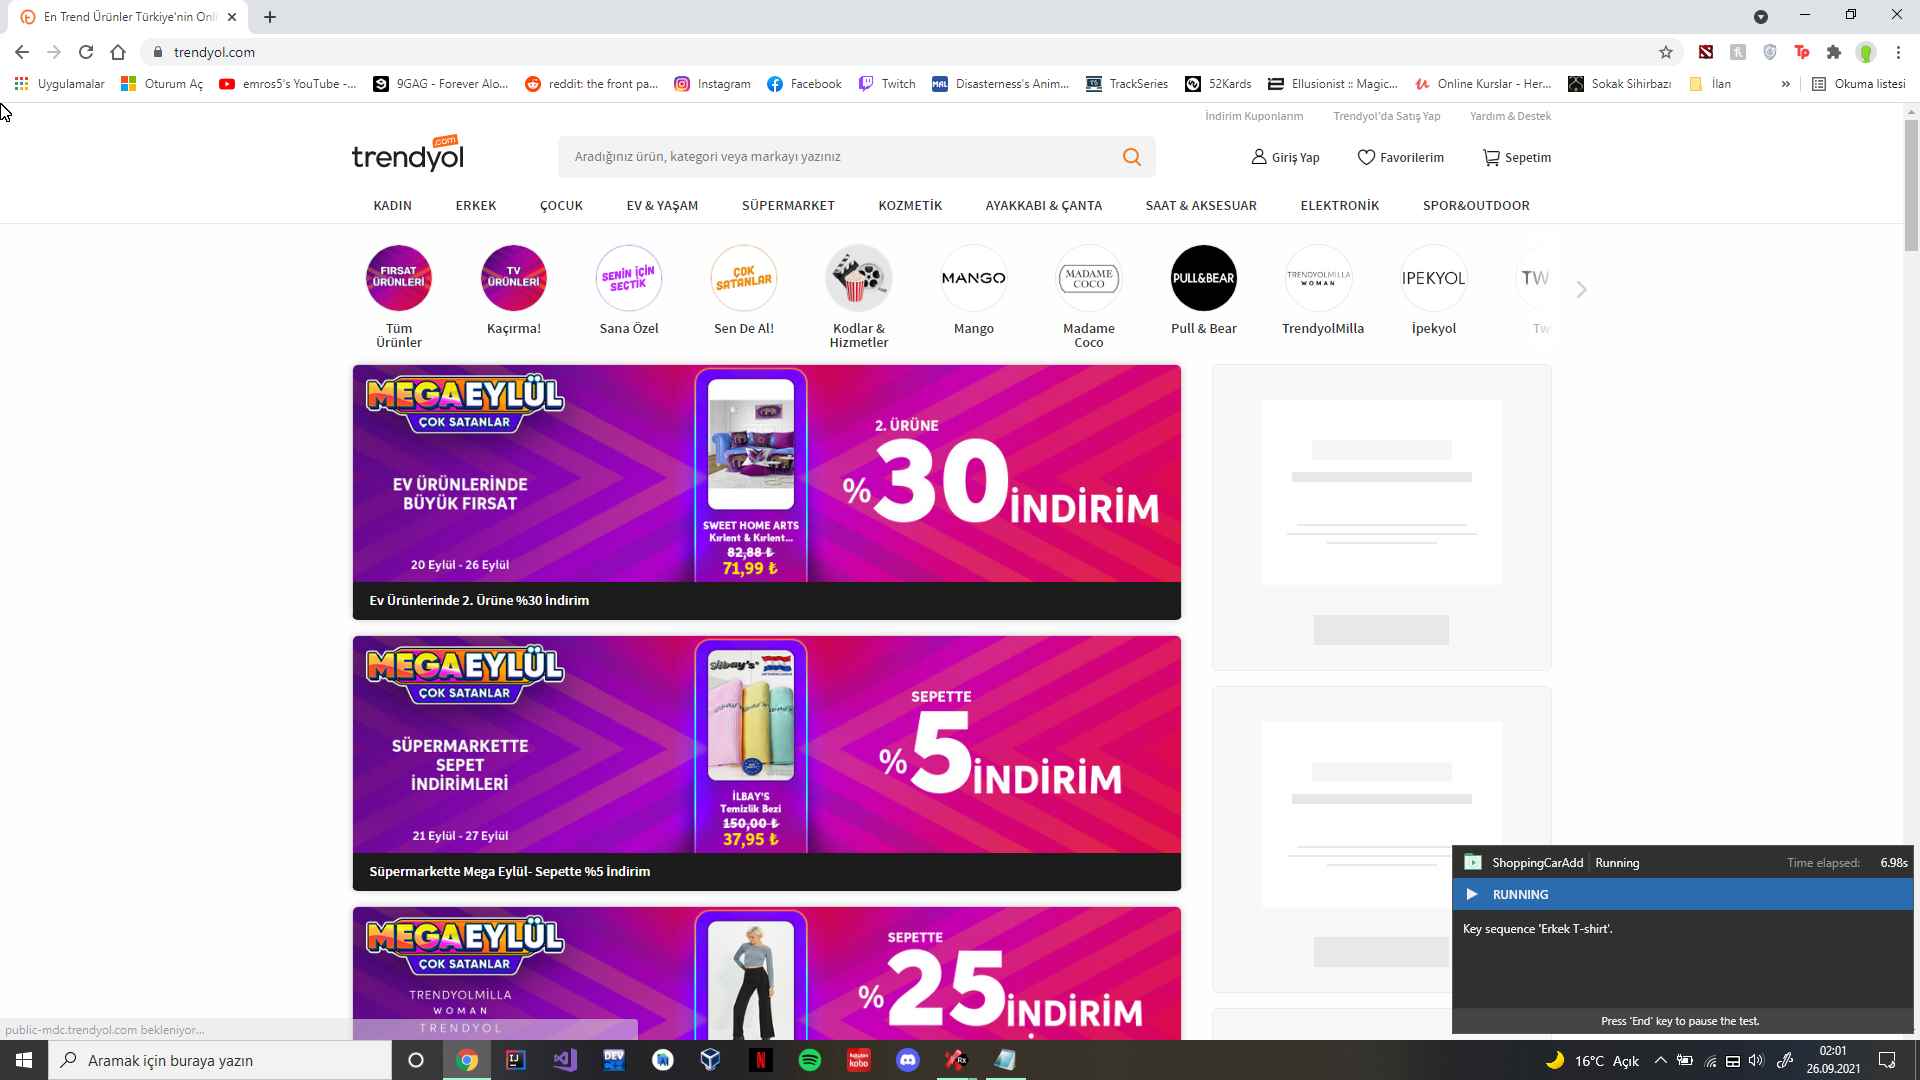 En Trend Ürünler Türkiye'nin Onli
trendyol.com
Uygulamalar
Oturum Aç
emros5's YouTube -...
9GAG - Forever Alo...
reddit: the front pa...
Instagram
Facebook
Twitch
Disasterness's Anim...
TrackSeries
52Kards
Ellusionist :: Magic...
Online Kurslar - Her...
Sokak Sihirbazı
İlan
»
Okuma listesi
İndirim Kuponlarım
Trendyol'da Satış Yap
Yardım & Destek
trendyol
.com
Aradığınız ürün, kategori veya markayı yazınız
Giriş Yap
Favorilerim
Sepetim
KADIN
ERKEK
ÇOCUK
EV & YAŞAM
SÜPERMARKET
KOZMETİK
AYAKKABI & ÇANTA
SAAT & AKSESUAR
ELEKTRONİK
SPOR&OUTDOOR
FIRSAT
ÜRÜNLERİ
TV
ÜRÜNLERİ
SENİN İÇİN
SEÇTİK
ÇOK
SATANLAR
MANGO
MADAME
COCO
PULL&BEAR
TRENDYOLMILLA
WOMAN
IPEKYOL
TW
Tüm
Ürünler
Kaçırma!
Sana Özel
Sen De Al!
Kodlar &
Hizmetler
Mango
Madame
Coco
Pull & Bear
TrendyolMilla
İpekyol
Tw
MEGAEYLÜL
ÇOK SATANLAR
EV ÜRÜNLERİNDE
BÜYÜK FIRSAT
20 Eylül - 26 Eylül
SWEET HOME ARTS
Kırlent & Kırlent...
82,88 ₺
71,99 ₺
2. ÜRÜNE
%30 İNDİRİM
Ev Ürünlerinde 2. Ürüne %30 İndirim
MEGAEYLÜL
ÇOK SATANLAR
SÜPERMARKETTE
SEPET
İNDİRİMLERİ
21 Eylül - 27 Eylül
ilbay's
İLBAY'S
Temizlik Bezi
150,00 ₺
37,95 ₺
SEPETTE
%5 İNDİRİM
Süpermarkette Mega Eylül- Sepette %5 İndirim
MEGAEYLÜL
ÇOK SATANLAR
TRENDYOLMILLA
WOMAN
TRENDYOL
SEPETTE
%25 İNDİRİM
public-mdc.trendyol.com bekleniyor...
ShoppingCarAdd
Running
Time elapsed:
6.98s
RUNNING
Key sequence 'Erkek T-shirt'.
Press 'End' key to pause the test.
Aramak için buraya yazın
16°C Açık
02:01
26.09.2021